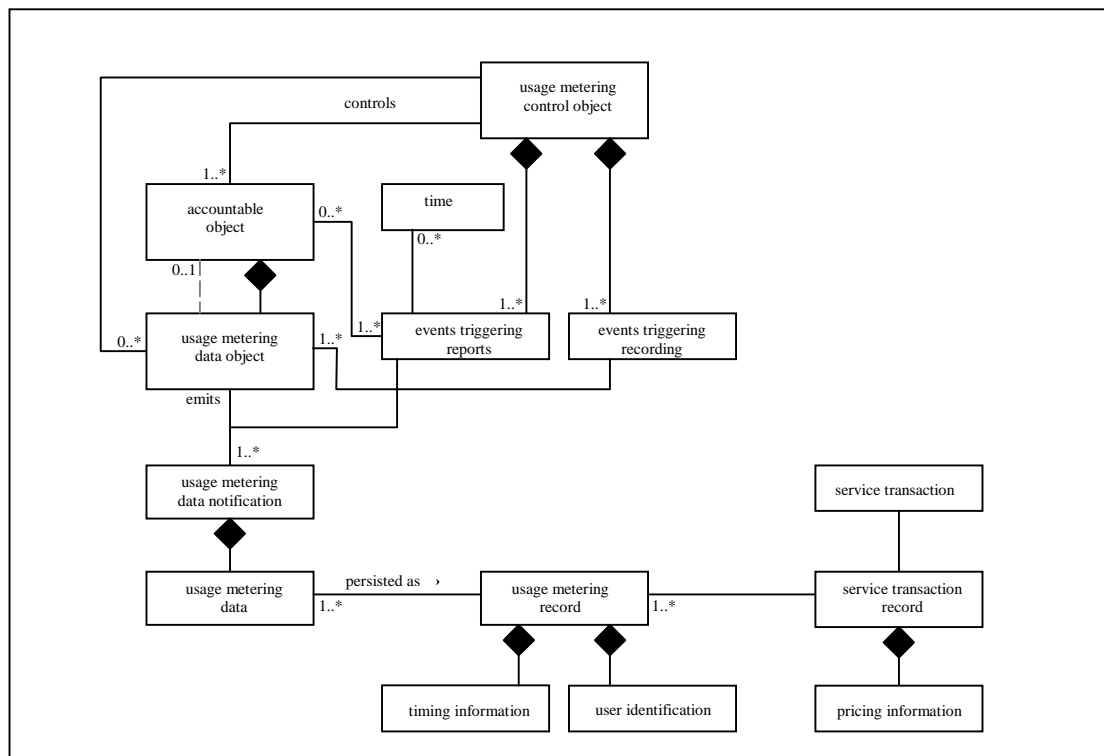 usage metering
control object
controls
1..*
accountable
object
time
0..*
0..*
0..1
1..*
1..*
usage metering
data object
0..*
1..*
1..*
events triggering
reports
events triggering
recording
emits
1..*
usage metering
data notification
service transaction
usage metering
data
persisted as ›
1..*
usage metering
record
1..*
service transaction
record
timing information
user identification
pricing information